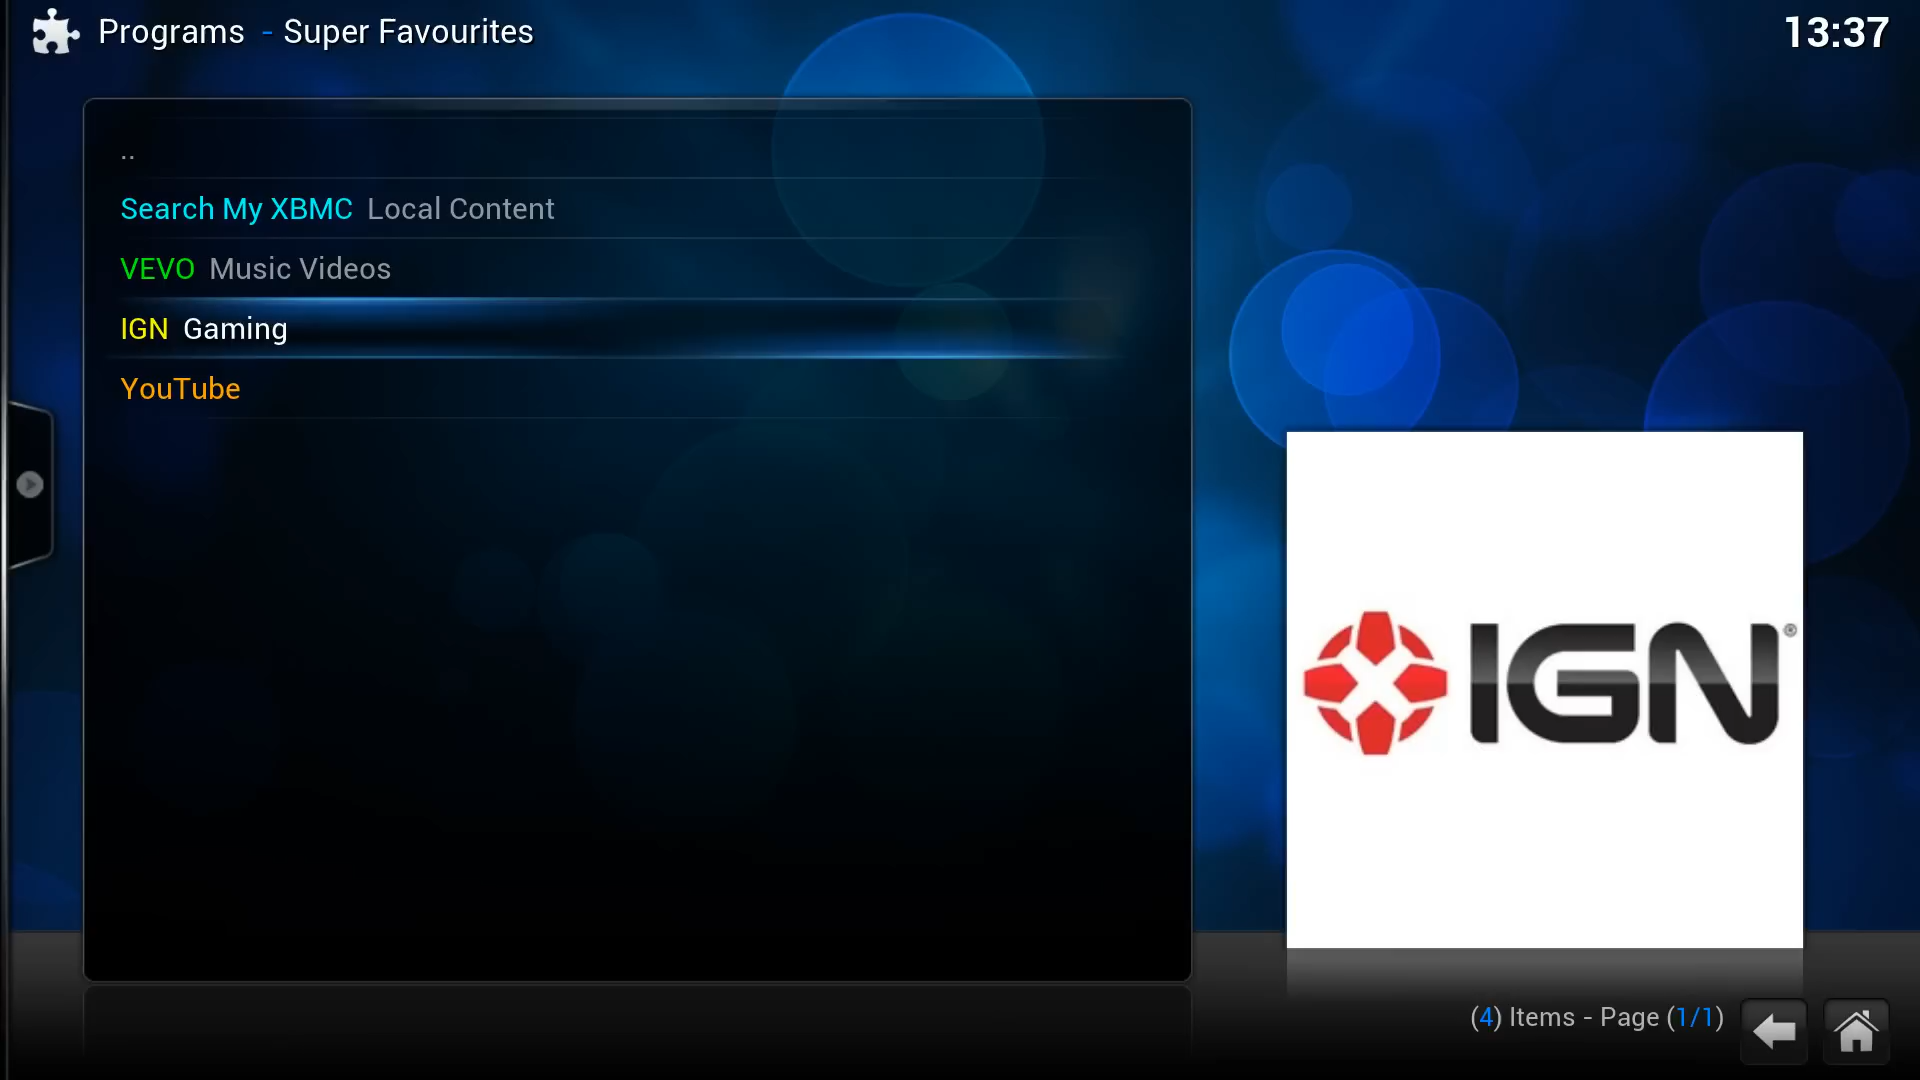 Programs - Super Favourites
13:37
..
Search My XBMC Local Content
VEVO Music Videos
IGN Gaming
YouTube
IGN®
(4) Items - Page (1/1)